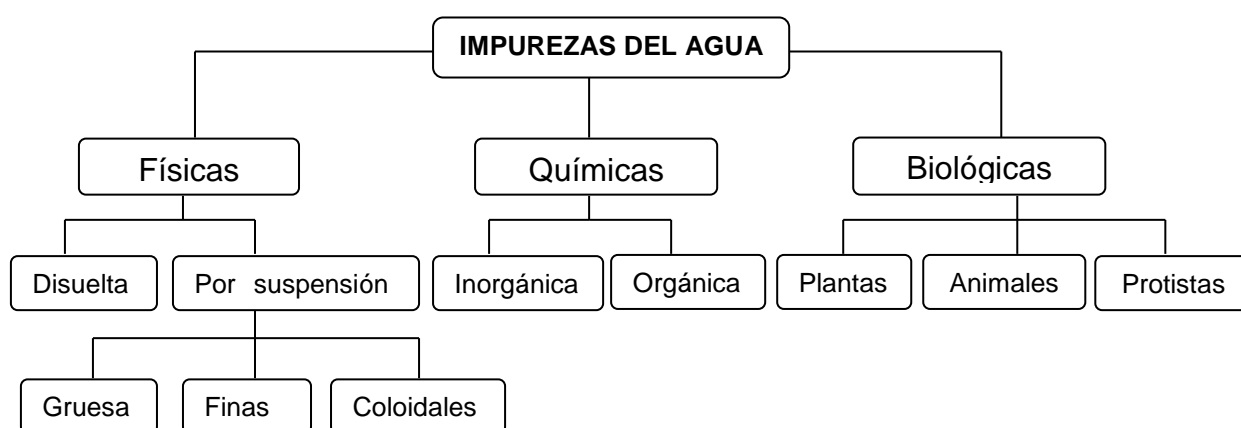 IMPUREZAS DEL AGUA
Físicas
Químicas
Biológicas
Disuelta
Por suspensión
Inorgánica
Orgánica
Plantas
Animales
Protistas
Gruesa
Finas
Coloidales